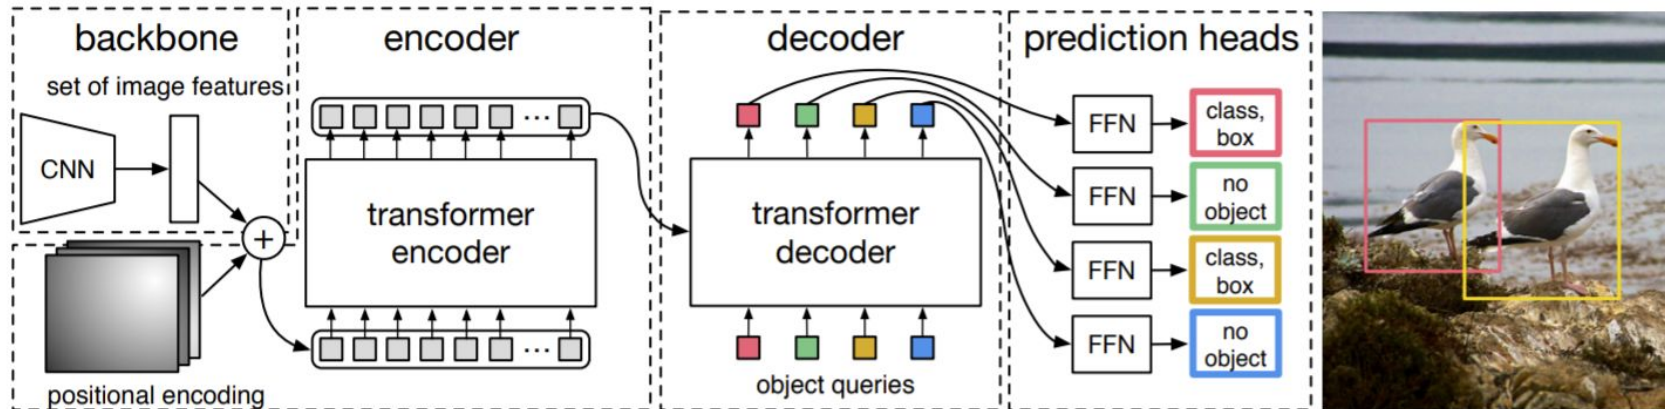 backbone
set of image features
CNN
+
positional encoding
encoder
...
transformer
encoder
...
decoder
transformer
decoder
object queries
prediction heads
FFN
class,
box
FFN
no
object
FFN
class,
box
FFN
no
object